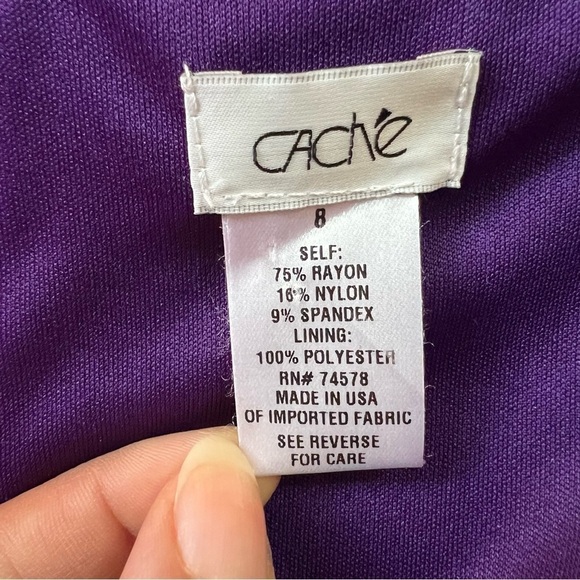 CAChé
8
SELF:
75% RAYON
16% NYLON
9% SPANDEX
LINING:
100% POLYESTER
RN# 74578
MADE IN USA
OF IMPORTED FABRIC
SEE REVERSE
FOR CARE